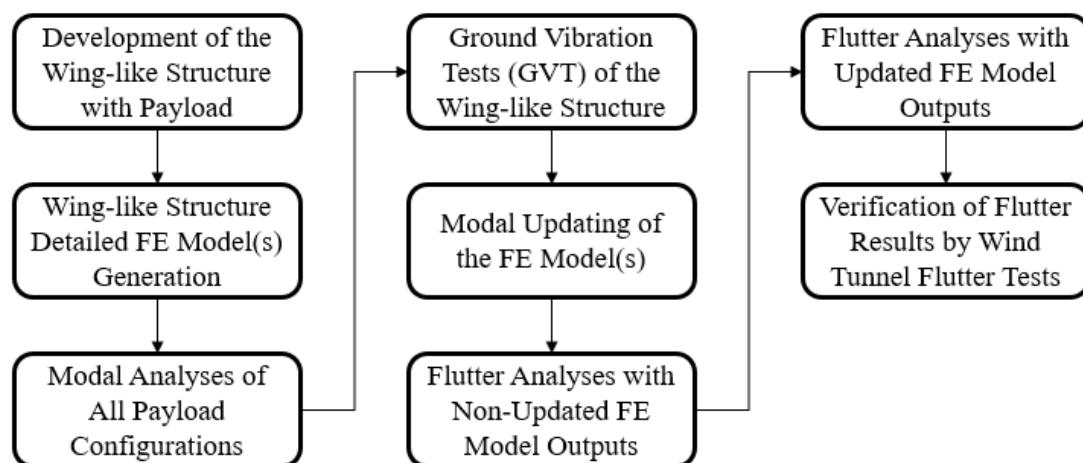 Development of the
Wing-like Structure
with Payload
Wing-like Structure
Detailed FE Model(s)
Generation
Modal Analyses of
All Payload
Configurations
Ground Vibration
Tests (GVT) of the
Wing-like Structure
Modal Updating of
the FE Model(s)
Flutter Analyses with
Non-Updated FE
Model Outputs
Flutter Analyses with
Updated FE Model
Outputs
Verification of Flutter
Results by Wind
Tunnel Flutter Tests